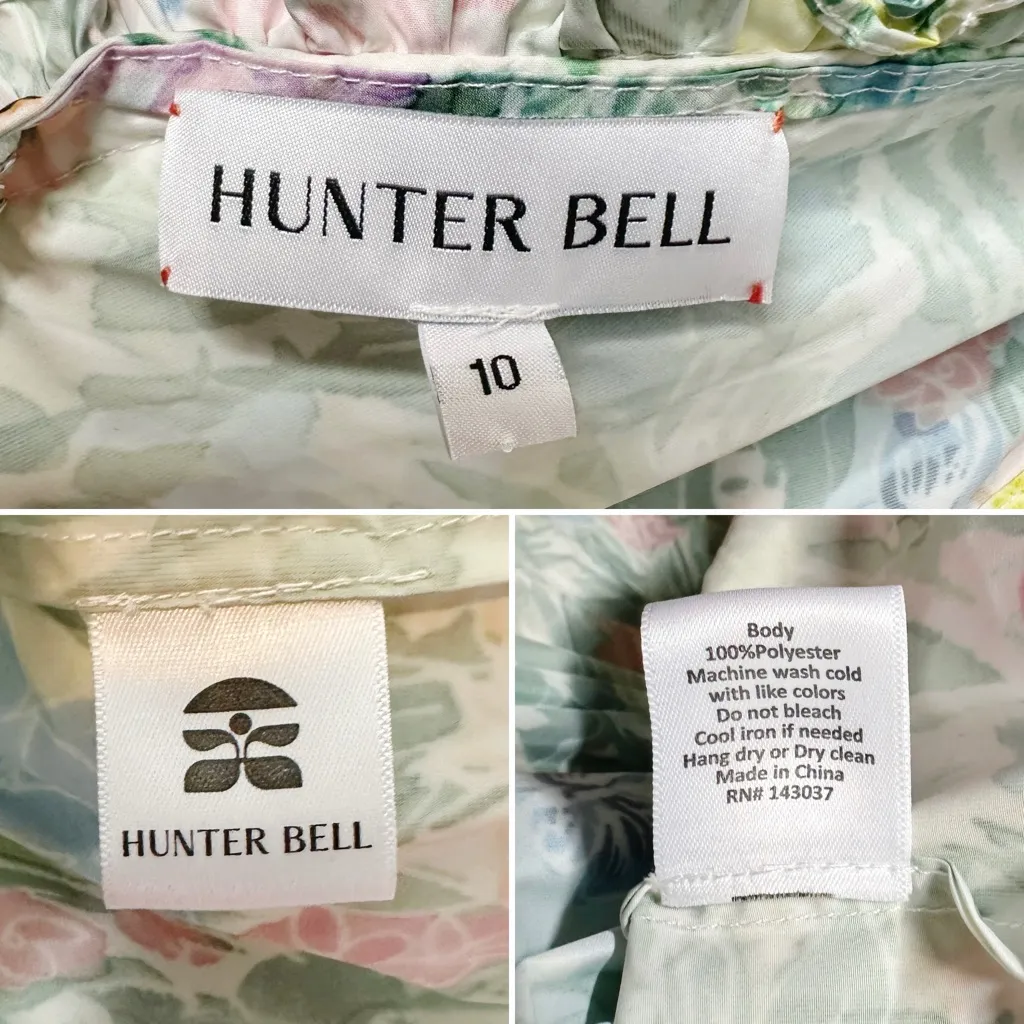 HUNTER BELL
10
HUNTER BELL
Body
100%Polyester
Machine wash cold
with like colors
Do not bleach
Cool iron if needed
Hang dry or Dry clean
Made in China
RN# 143037